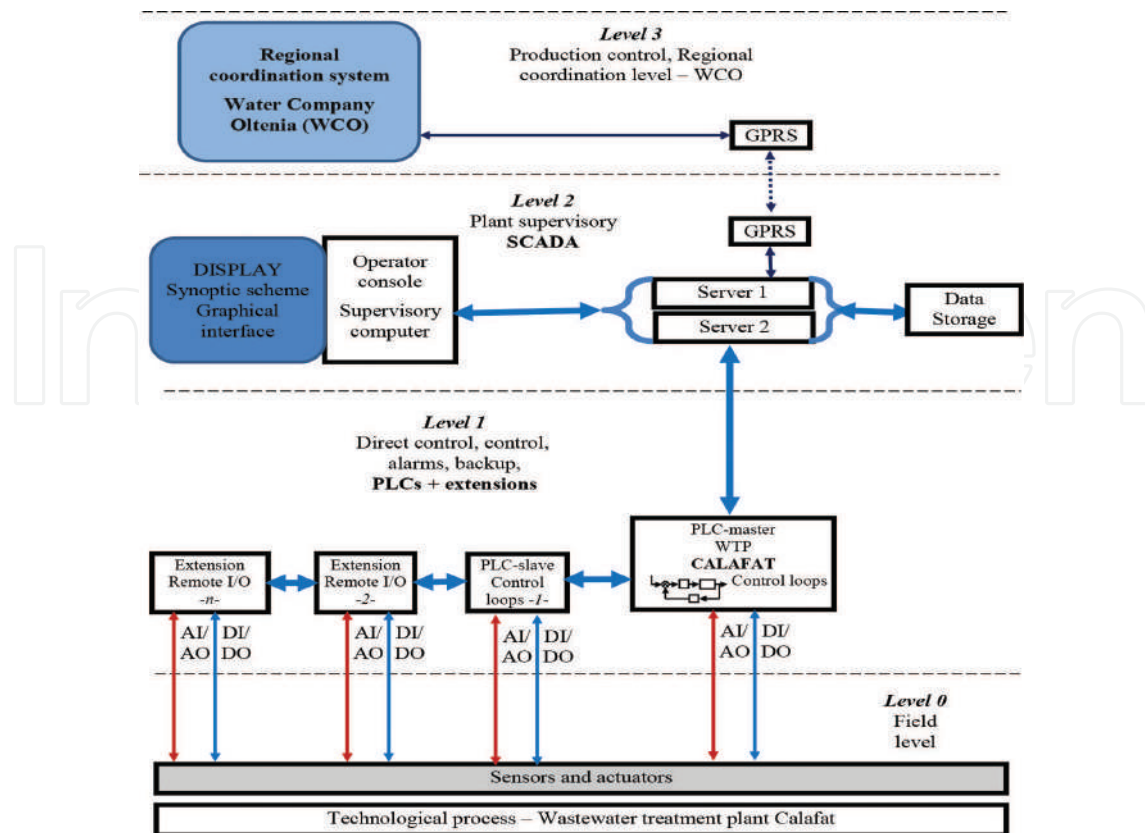 Level 3
Production control, Regional
coordination level – WCO
Regional
coordination system
Water Company
Oltenia (WCO)
GPRS
Level 2
Plant supervisory
SCADA
GPRS
DISPLAY
Synoptic scheme
Graphical
interface
Operator
console
Supervisory
computer
Server 1
Server 2
Data
Storage
Level 1
Direct control, control,
alarms, backup,
PLCs + extensions
Extension
Remote I/O
-n-
Extension
Remote I/O
-2-
PLC-slave
Control
loops -1-
PLC-master
WTP
CALAFAT
Control loops
AI/
AO
DI/
DO
AI/
AO
DI/
DO
AI/
AO
DI/
DO
AI/
AO
DI/
DO
Level 0
Field
level
Sensors and actuators
Technological process – Wastewater treatment plant Calafat